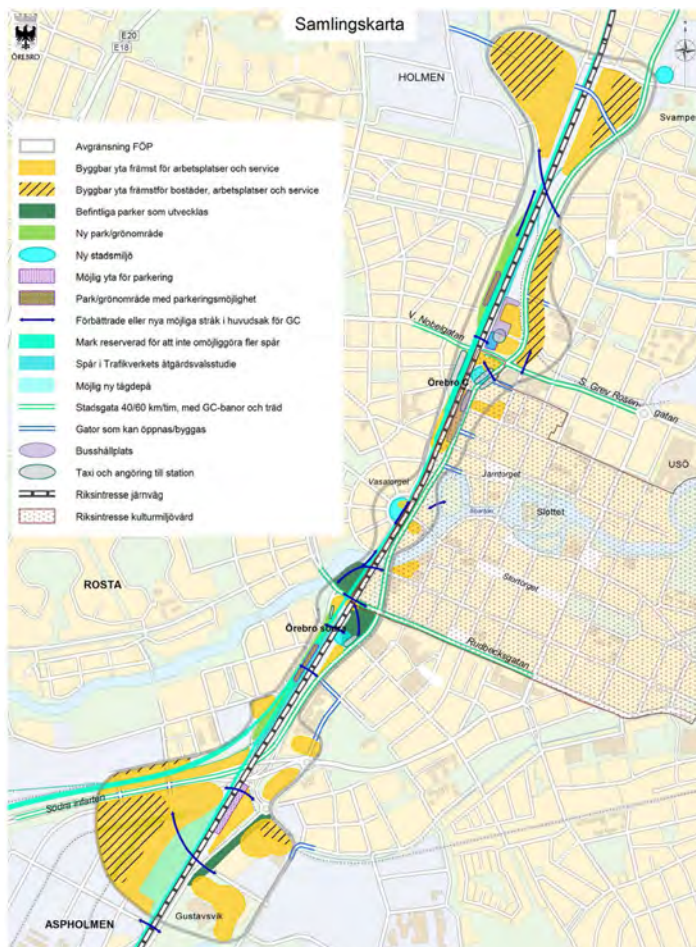 Samlingskarta
ÖREBRO
E20
E18
HOLMEN
Svampe
Avgränsning FÖP
Byggbar yta främst för arbetsplatser och service
Byggbar yta främstför bostäder, arbetsplatser och service
Befintliga parker som utvecklas
Ny park/grönområde
Ny stadsmiljö
Möjlig yta för parkering
Park/grönområde med parkeringsmöjlighet
Förbättrade eller nya möjliga stråk i huvudsak för GC
Mark reserverad för att inte omöjliggöra fler spår
Spår i Trafikverkets åtgärdsvalsstudie
Möjlig ny tågdepå
Stadsgata 40/60 km/tim, med GC-banor och träd
Gator som kan öppnas/byggas
Busshållplats
Taxi och angöring till station
Riksintresse järnväg
Riksintresse kulturmiljövård
V. Nobelgatan
Örebro C
S. Grev Rosen-
gatan
USÖ
Vasatorget
Järntorget
Slottet
Stortorget
ROSTA
Örebro södra
Rudbecksgatan
Södra infarten
Gustavsvik
ASPHOLMEN